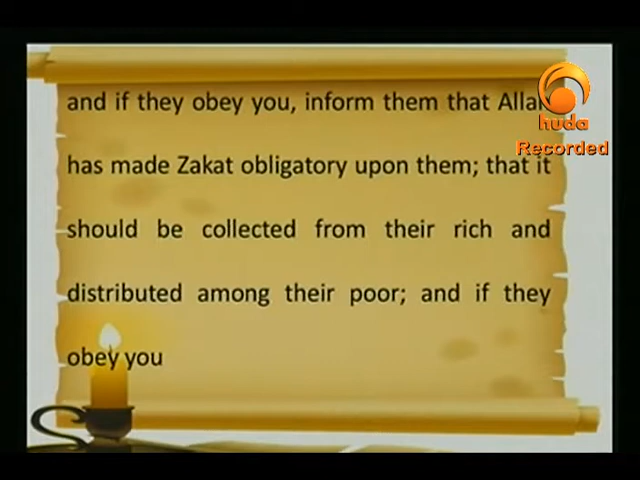 and if they obey you, inform them that Allah
has made Zakat obligatory upon them; that it
should be collected from their rich and
distributed among their poor; and if they
obey you
huda
Recorded